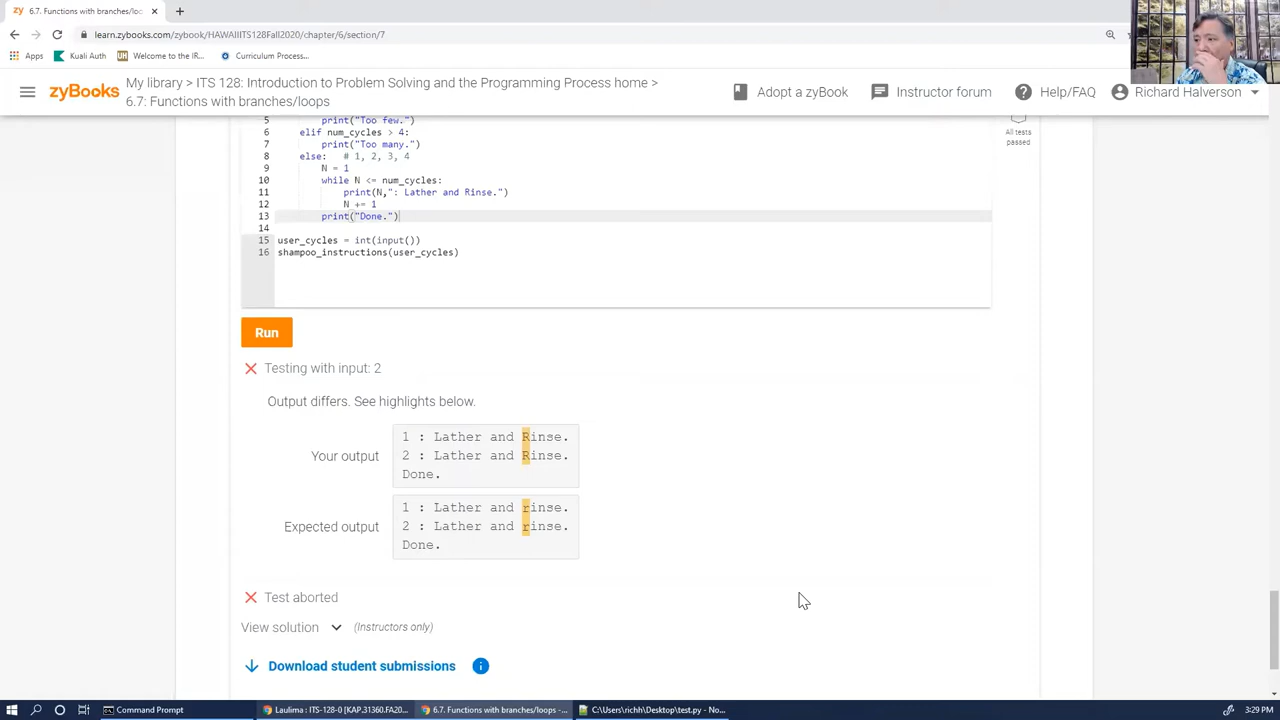 zy 6.7. Functions with branches/loo × +
learn.zybooks.com/zybook/HAWAIIITS128Fall2020/chapter/6/section/7
Apps Kuali Auth UH Welcome to the IR... Curriculum Process...
zyBooks My library > ITS 128: Introduction to Problem Solving and the Programming Process home >
6.7: Functions with branches/loops
Adopt a zyBook Instructor forum Help/FAQ Richard Halverson
5 print("Too few.")
6 elif num_cycles > 4:
7 print("Too many.")
8 else: # 1, 2, 3, 4
9 N = 1
10 while N <= num_cycles:
11 print(N,": Lather and Rinse.")
12 N += 1
13 print("Done.")
14
15 user_cycles = int(input())
16 shampoo_instructions(user_cycles)
All tests
passed
Run
Testing with input: 2
Output differs. See highlights below.
Your output
1 : Lather and Rinse.
2 : Lather and Rinse.
Done.
Expected output
1 : Lather and rinse.
2 : Lather and rinse.
Done.
Test aborted
View solution (Instructors only)
Download student submissions
Command Prompt Laulima : ITS-128-0 [KAP.31360.FA20... 6.7. Functions with branches/loops -... C:\Users\richh\Desktop\test.py - No... 3:29 PM